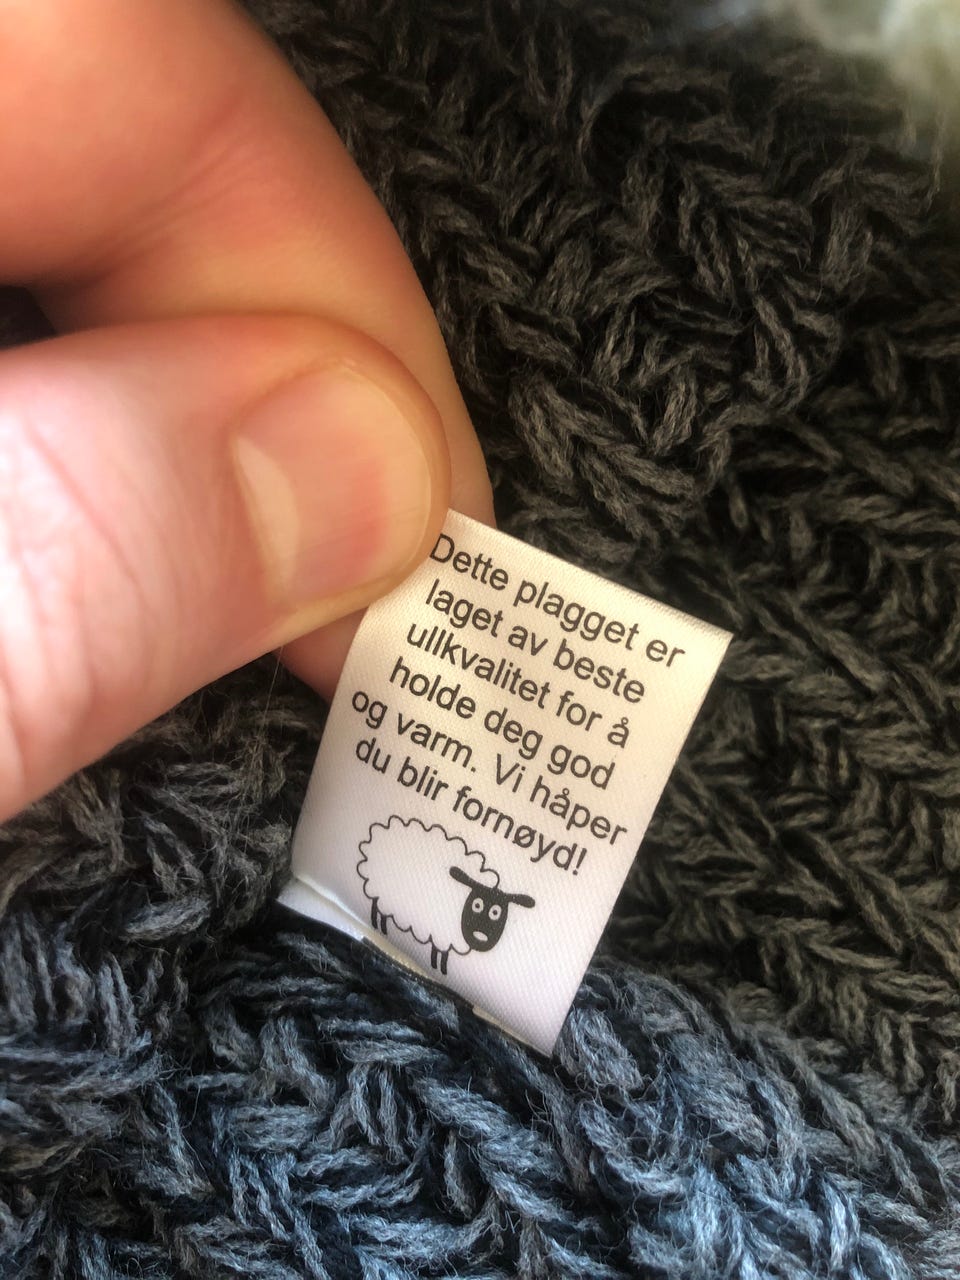 Dette plagget er
laget av beste
ullkvalitet for å
holde deg god
og varm. Vi håper
du blir fornøyd!